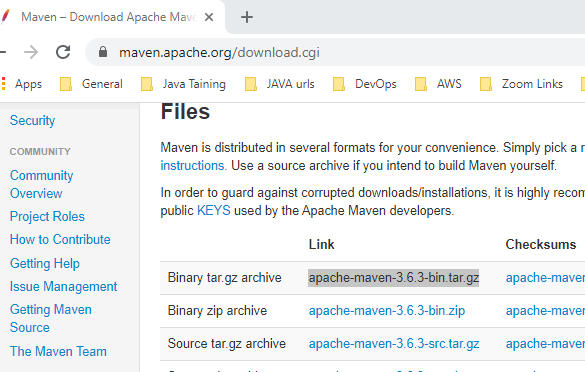 Maven – Download Apache Mav
maven.apache.org/download.cgi
Apps General Java Taining JAVA urls DevOps AWS Zoom Links
Security
COMMUNITY
Community
Overview
Project Roles
How to Contribute
Getting Help
Issue Management
Getting Maven
Source
The Maven Team
Files
Maven is distributed in several formats for your convenience. Simply pick a r
instructions. Use a source archive if you intend to build Maven yourself.
In order to guard against corrupted downloads/installations, it is highly recom
public KEYS used by the Apache Maven developers.
Link Checksums
Binary tar.gz archive apache-maven-3.6.3-bin.tar.gz apache-maven
Binary zip archive apache-maven-3.6.3-bin.zip apache-maven
Source tar.gz archive apache-maven-3.6.3-src.tar.gz apache-maven